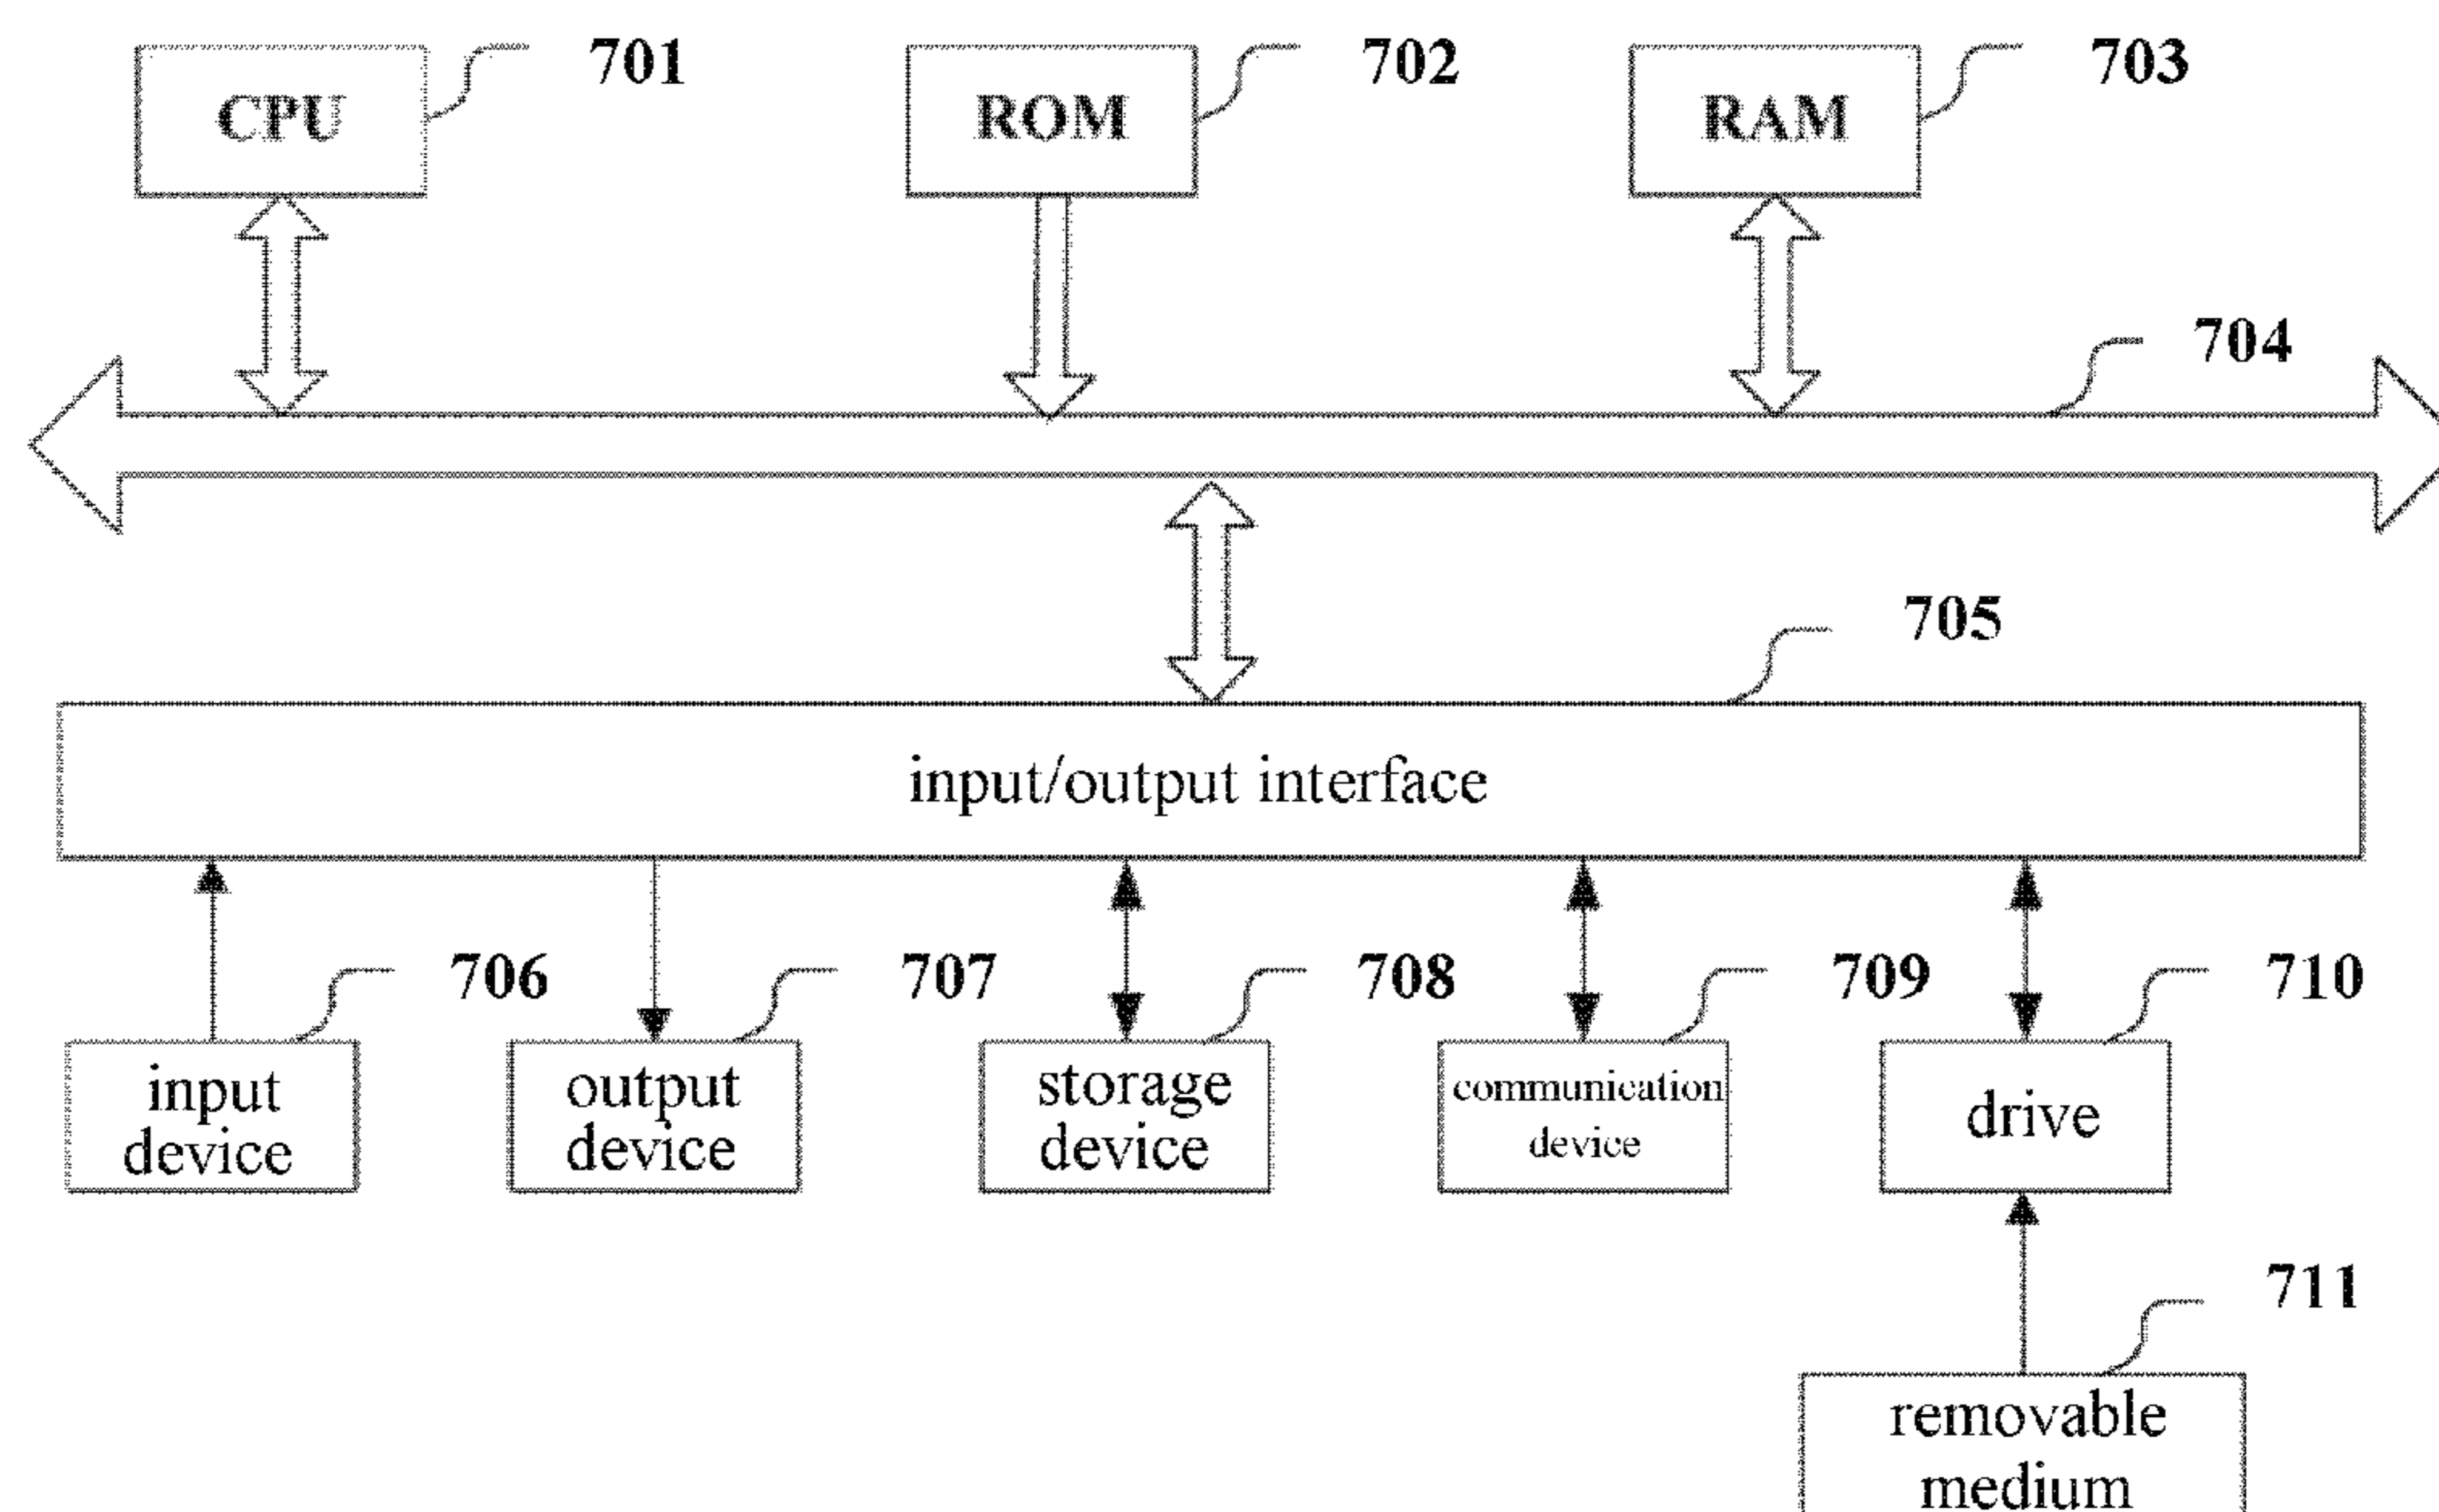 CPU
701
ROM
702
RAM
703
704
705
input/output interface
706
707
708
709
710
input
device
output
device
storage
device
communication
device
drive
711
removable
medium